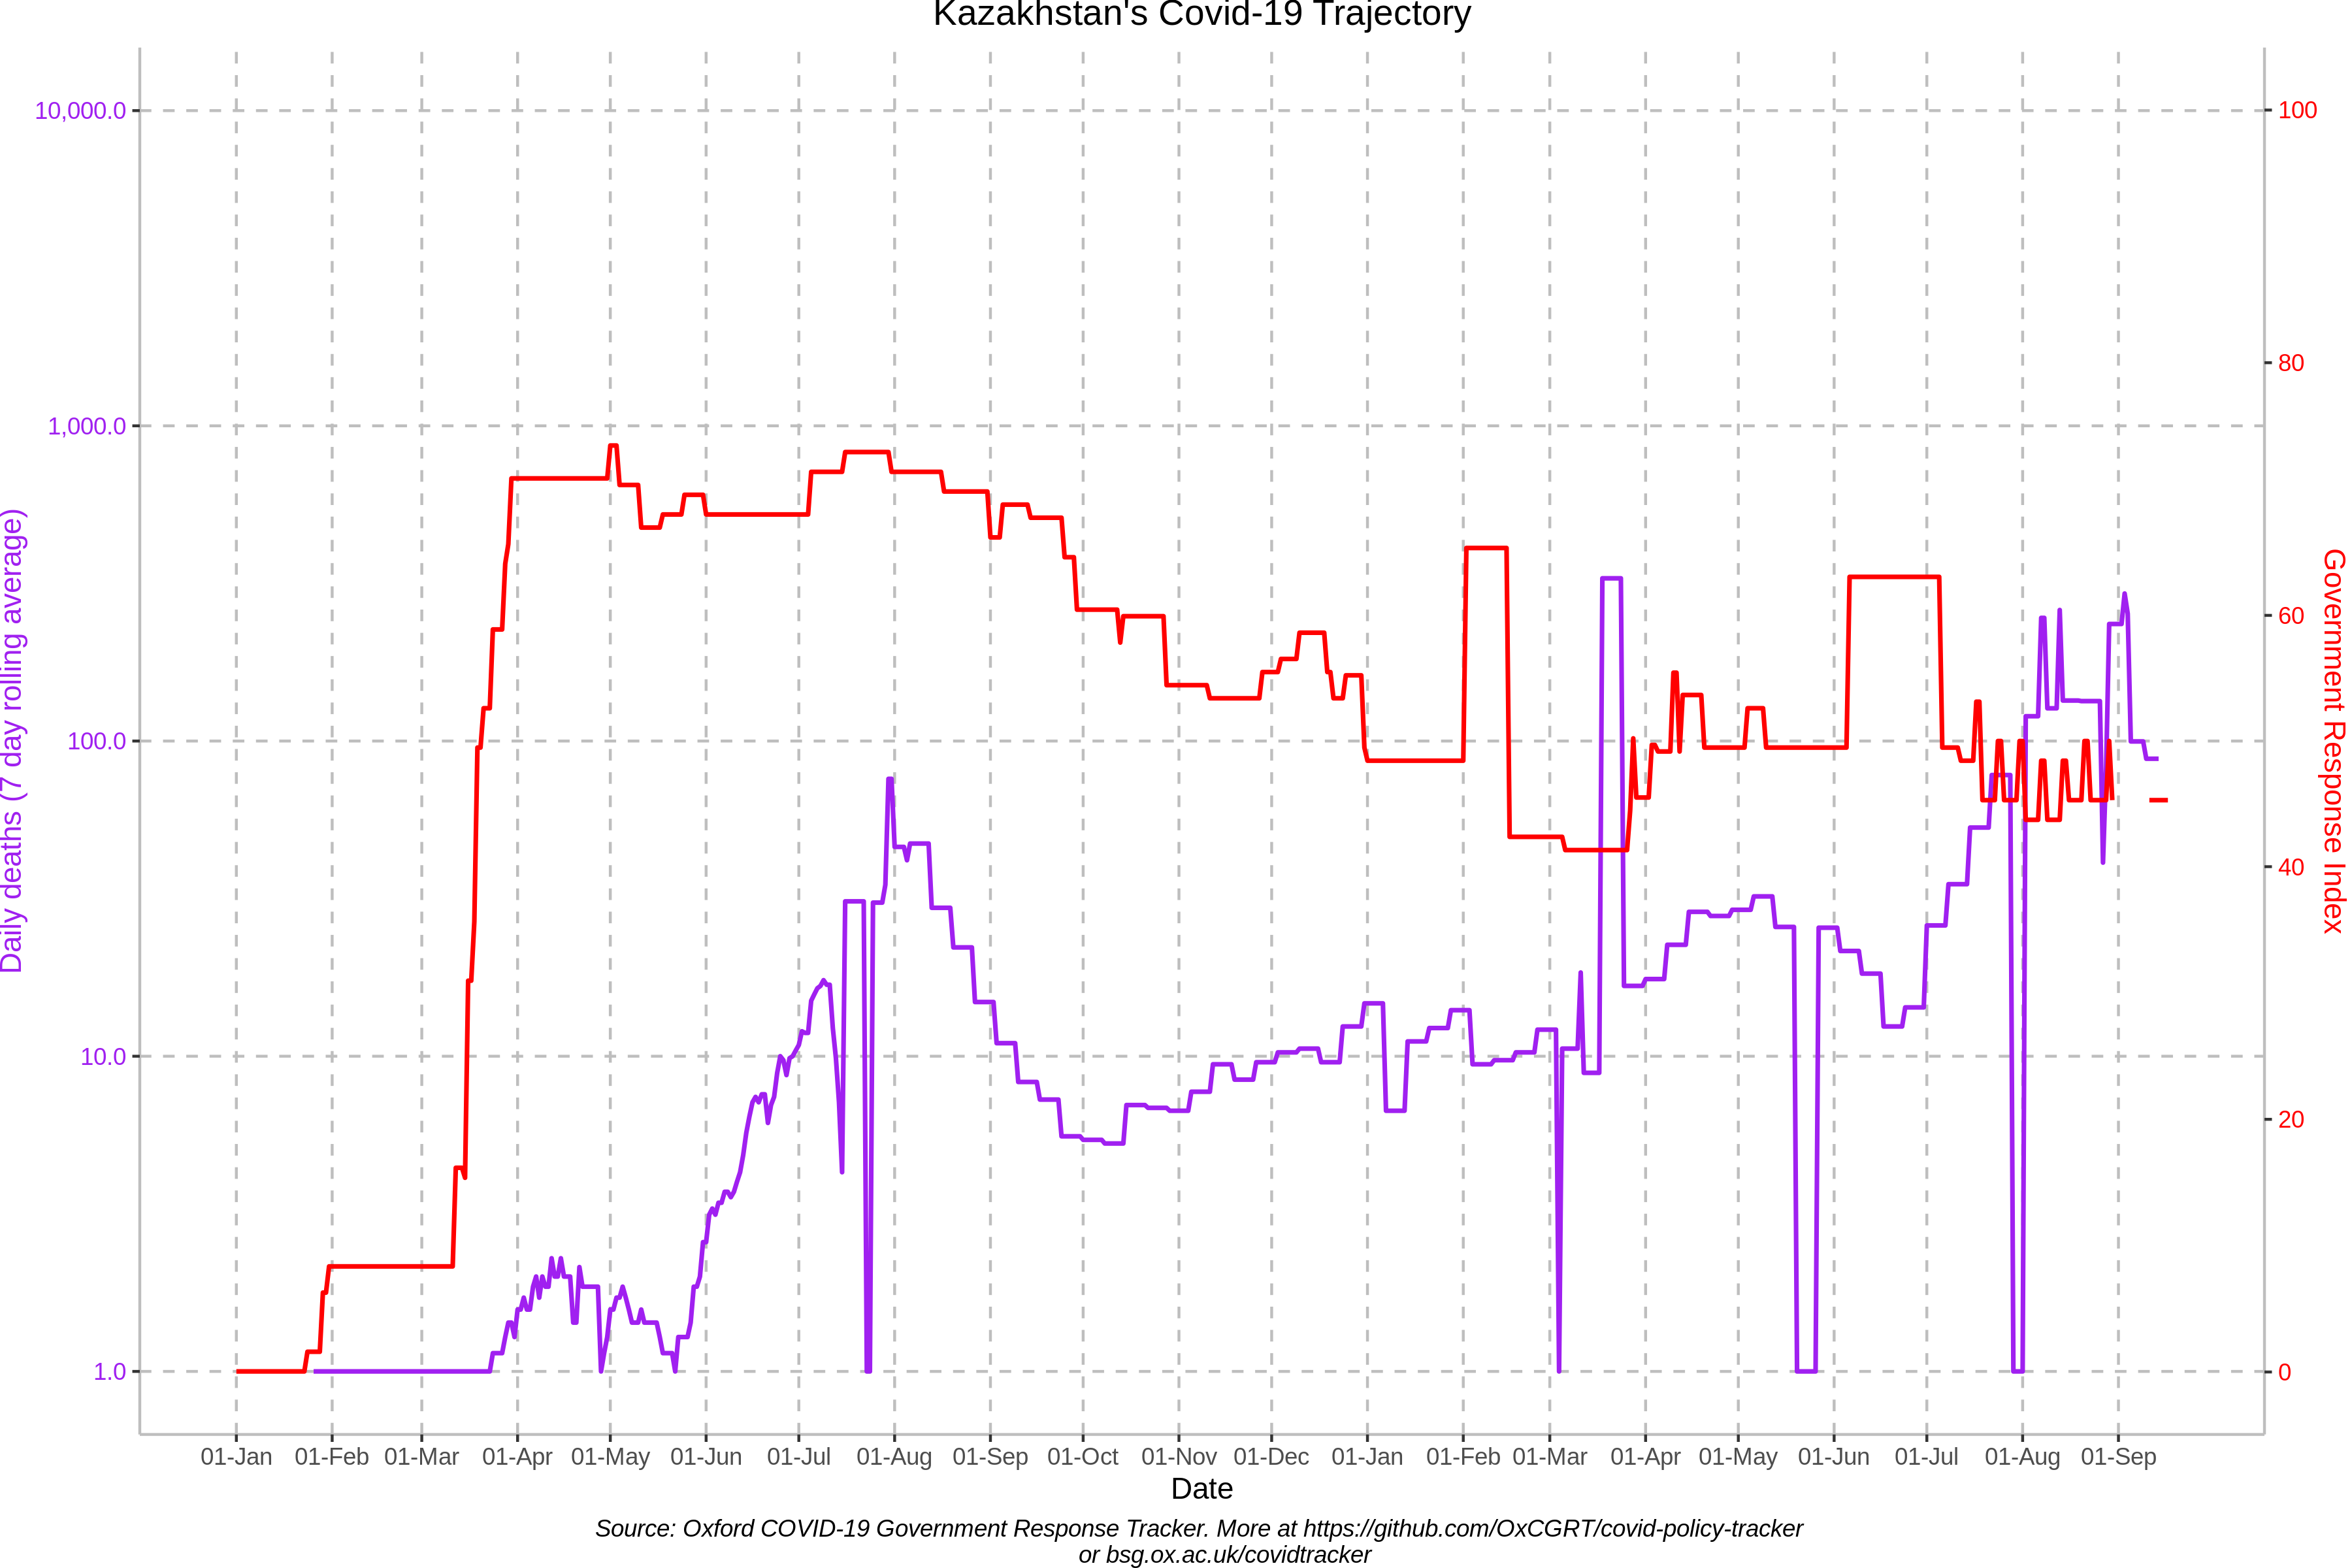 Kazakhstan's Covid-19 Trajectory
10,000.0
1,000.0
100.0
10.0
1.0
Daily deaths (7 day rolling average)
100
80
60
40
20
0
Government Response Index
01-Jan 01-Feb 01-Mar 01-Apr 01-May 01-Jun 01-Jul 01-Aug 01-Sep 01-Oct 01-Nov 01-Dec 01-Jan 01-Feb 01-Mar 01-Apr 01-May 01-Jun 01-Jul 01-Aug 01-Sep
Date
Source: Oxford COVID-19 Government Response Tracker. More at https://github.com/OxCGRT/covid-policy-tracker
or bsg.ox.ac.uk/covidtracker